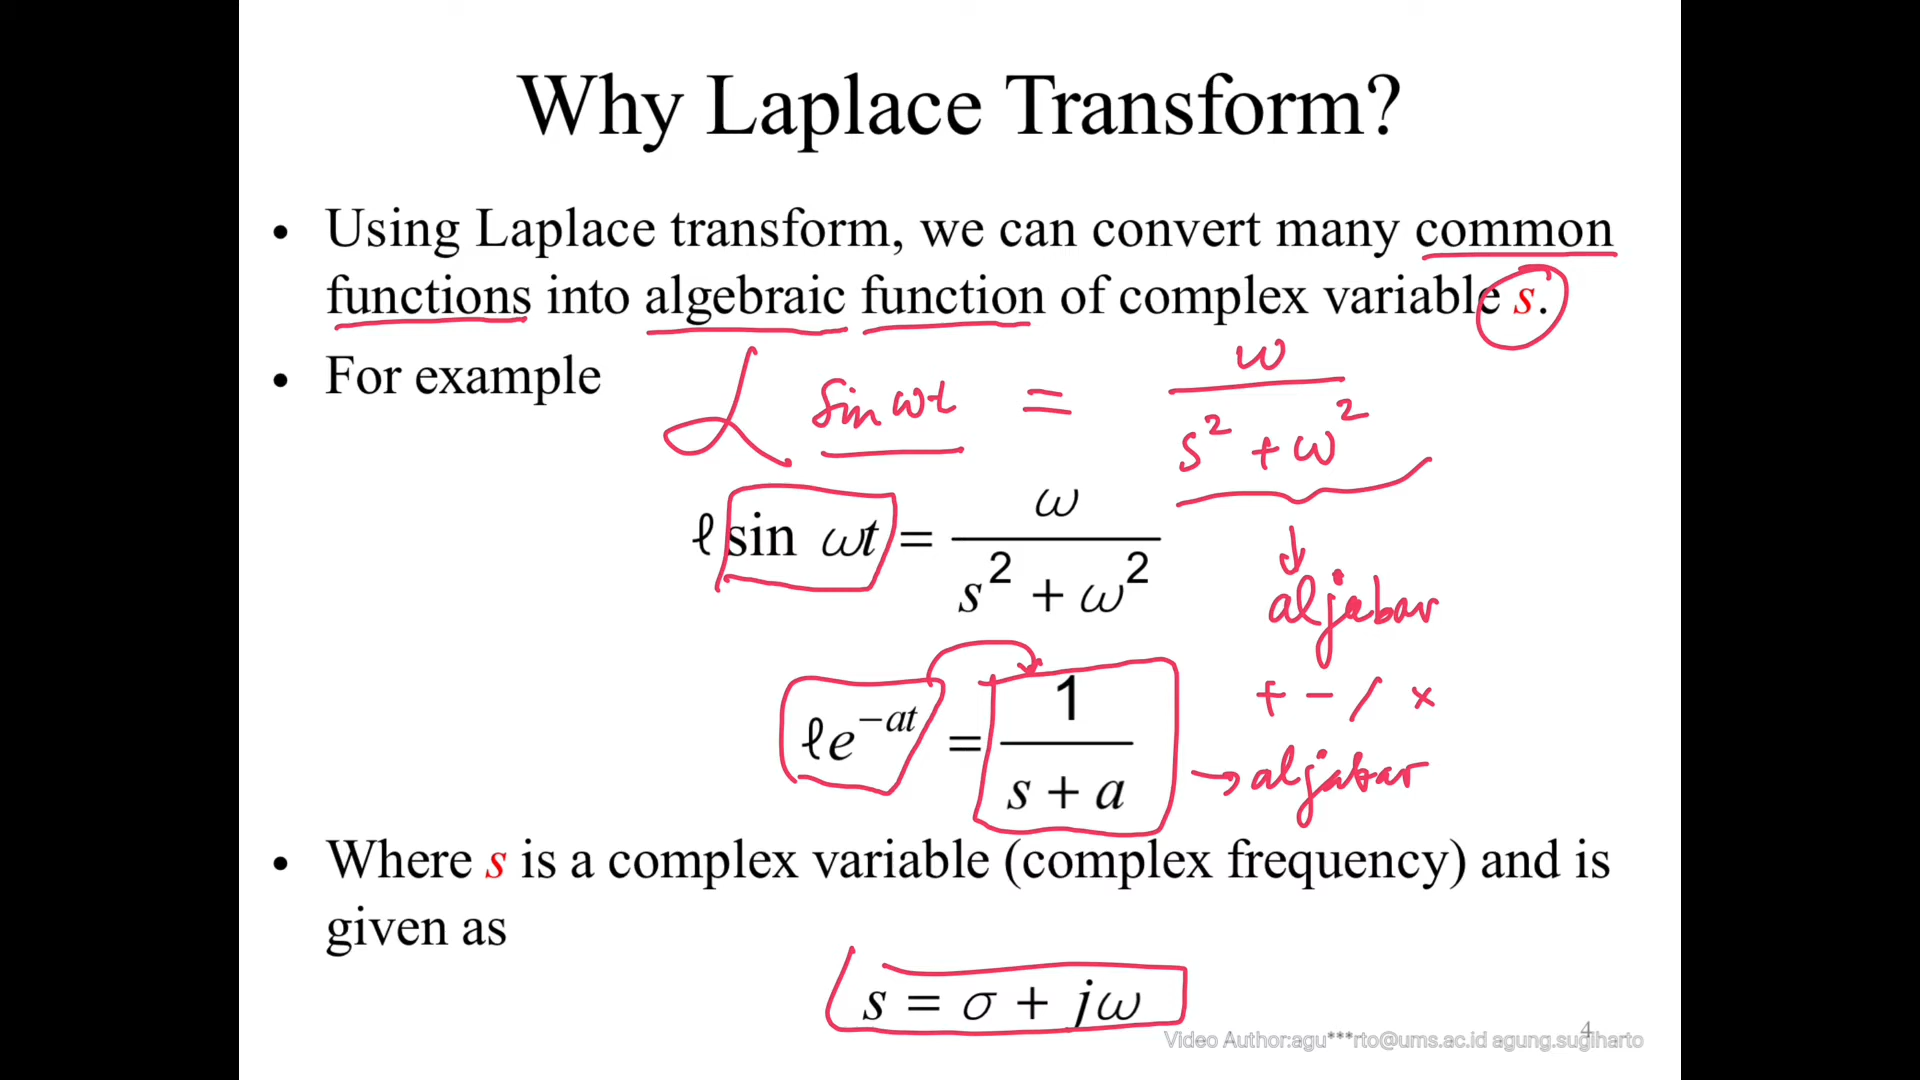 Why Laplace Transform?
• Using Laplace transform, we can convert many common
functions into algebraic function of complex variable s.
• For example
ℒ sin ωt = ω / (s² + ω²)
ℓ sin ωt = ω / (s² + ω²)
↓
aljabar
+ − / ×
ℓe^(−at) = 1 / (s + a)
→ aljabar
• Where s is a complex variable (complex frequency) and is
given as
s = σ + jω
4
Video Author:agu***rto@ums.ac.id agung.sugiharto